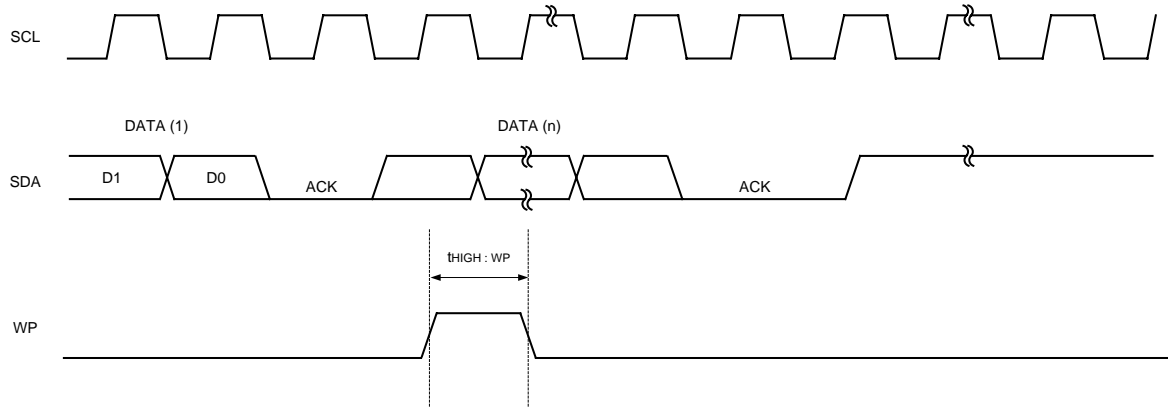 SCL
DATA (1)
DATA (n)
SDA
D1
D0
ACK
ACK
tHIGH : WP
WP